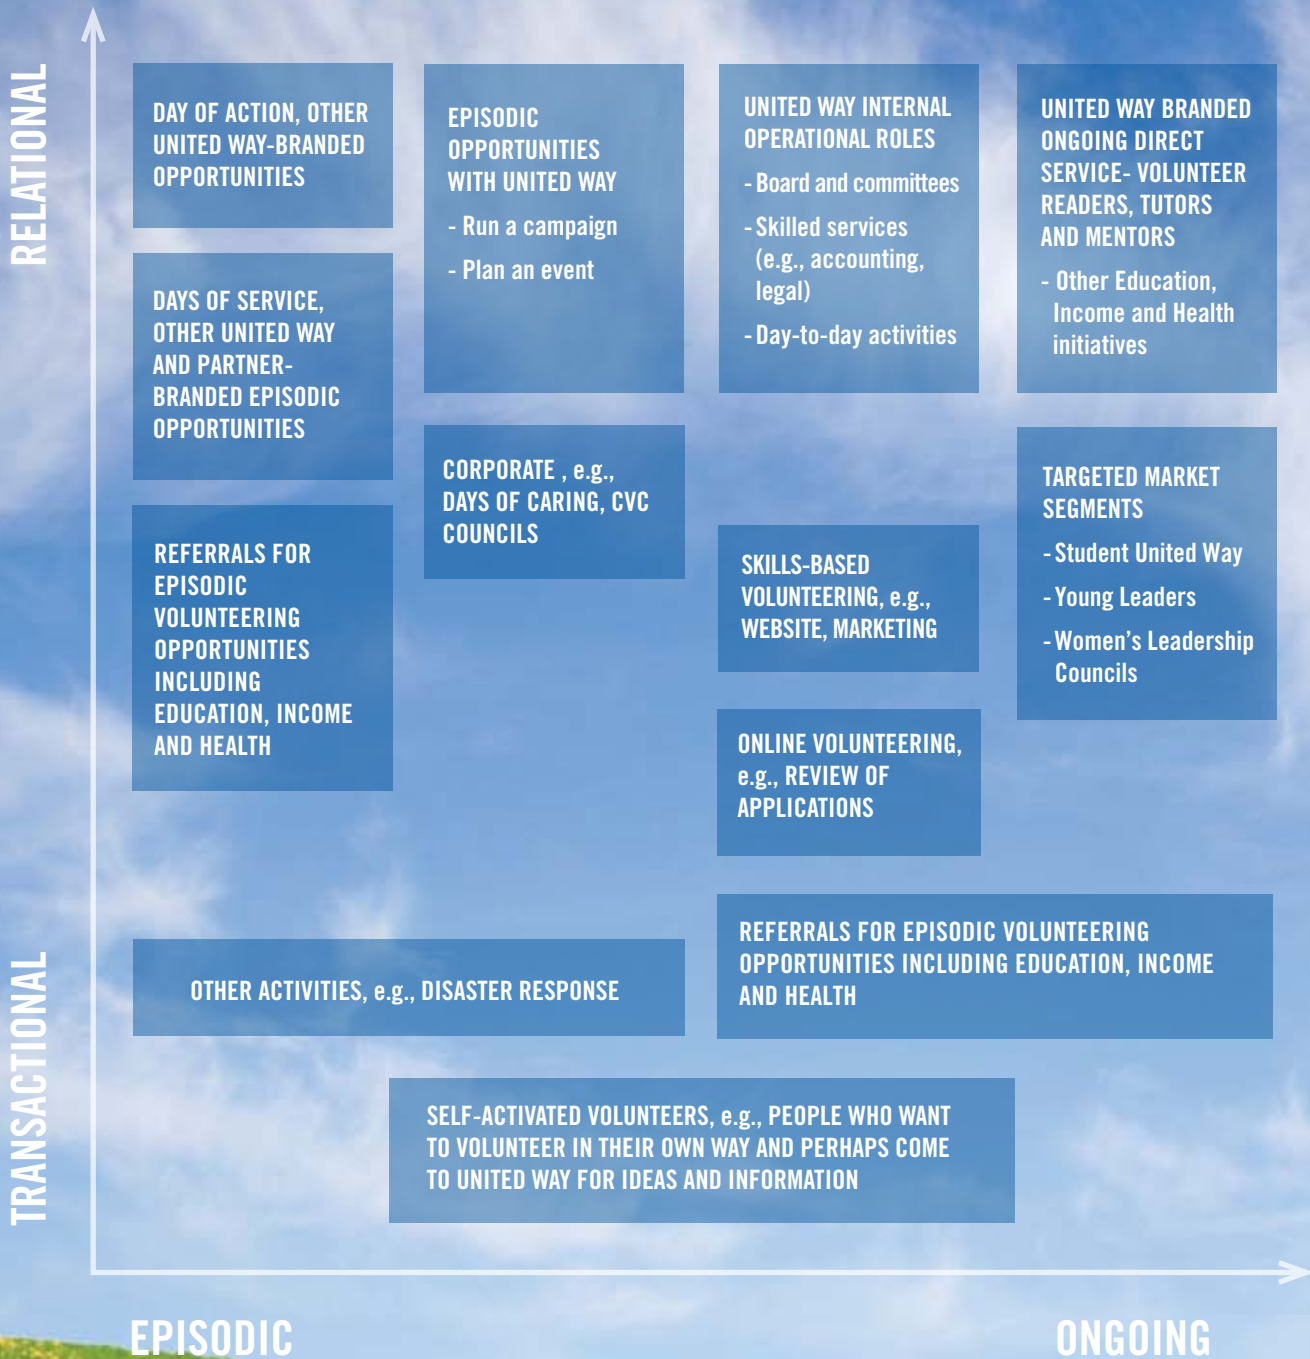 RELATIONAL
DAY OF ACTION, OTHER
UNITED WAY-BRANDED
OPPORTUNITIES
DAYS OF SERVICE,
OTHER UNITED WAY
AND PARTNER-
BRANDED EPISODIC
OPPORTUNITIES
REFERRALS FOR
EPISODIC
VOLUNTEERING
OPPORTUNITIES
INCLUDING
EDUCATION, INCOME
AND HEALTH
EPISODIC
OPPORTUNITIES
WITH UNITED WAY
- Run a campaign
- Plan an event
CORPORATE , e.g.,
DAYS OF CARING, CVC
COUNCILS
UNITED WAY INTERNAL
OPERATIONAL ROLES
- Board and committees
- Skilled services
(e.g., accounting,
legal)
- Day-to-day activities
SKILLS-BASED
VOLUNTEERING, e.g.,
WEBSITE, MARKETING
ONLINE VOLUNTEERING,
e.g., REVIEW OF
APPLICATIONS
UNITED WAY BRANDED
ONGOING DIRECT
SERVICE- VOLUNTEER
READERS, TUTORS
AND MENTORS
- Other Education,
Income and Health
initiatives
TARGETED MARKET
SEGMENTS
- Student United Way
- Young Leaders
- Women's Leadership
Councils
TRANSACTIONAL
OTHER ACTIVITIES, e.g., DISASTER RESPONSE
REFERRALS FOR EPISODIC VOLUNTEERING
OPPORTUNITIES INCLUDING EDUCATION, INCOME
AND HEALTH
SELF-ACTIVATED VOLUNTEERS, e.g., PEOPLE WHO WANT
TO VOLUNTEER IN THEIR OWN WAY AND PERHAPS COME
TO UNITED WAY FOR IDEAS AND INFORMATION
EPISODIC
ONGOING